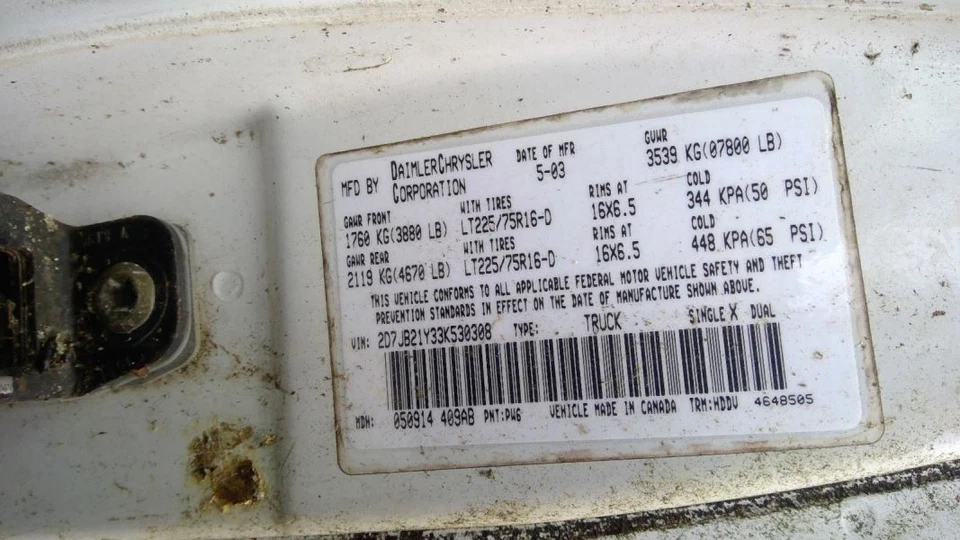 MFD BY DAIMLERCHRYSLER CORPORATION DATE OF MFR 5-03 GVWR 3539 KG(07800 LB)
GAWR FRONT WITH TIRES RIMS AT COLD
1760 KG(3880 LB) LT225/75R16-D 16X6.5 344 KPA(50 PSI)
GAWR REAR WITH TIRES RIMS AT COLD
2119 KG(4670 LB) LT225/75R16-D 16X6.5 448 KPA(65 PSI)
THIS VEHICLE CONFORMS TO ALL APPLICABLE FEDERAL MOTOR VEHICLE SAFETY AND THEFT
PREVENTION STANDARDS IN EFFECT ON THE DATE OF MANUFACTURE SHOWN ABOVE.
VIN: 2D7JB21Y33K530308 TYPE: TRUCK SINGLE X DUAL
MDH: 050914 409AB PNT:PW6 VEHICLE MADE IN CANADA TRM:WDDV 4648505